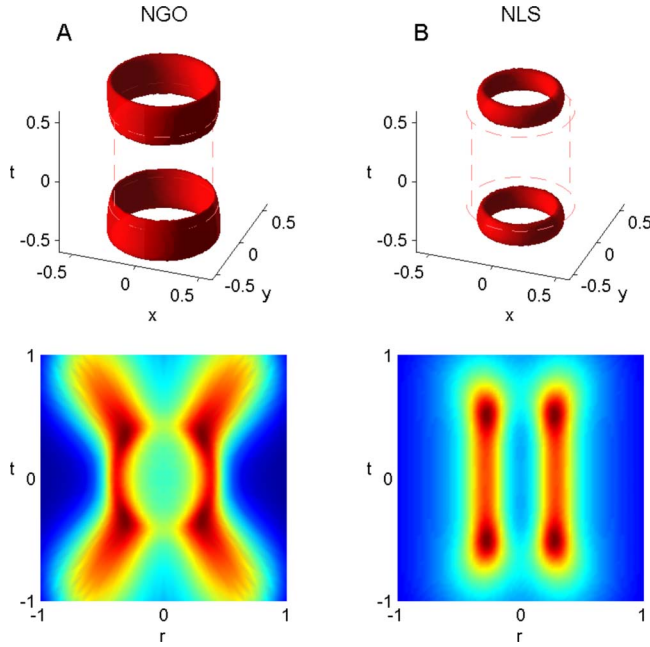 NGO NLS
A B
0.5 0.5
t 0 t 0
-0.5 -0.5
0.5 0.5
0 0
-0.5 y -0.5 y
-0.5 0 0.5 -0.5 0 0.5
x x
1 1
t 0 t 0
-1 -1
-1 0 1 -1 0 1
r r